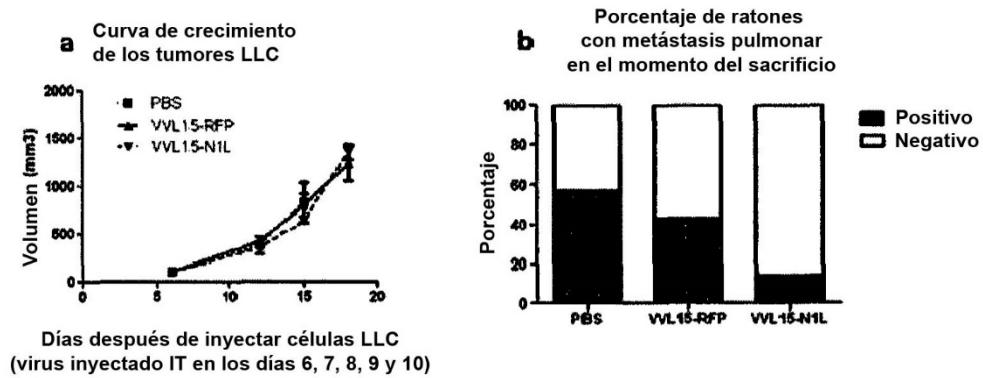 a Curva de crecimiento
de los tumores LLC
2000
1500
1000
500
0
Volumen (mm3)
PBS
VVL15-RFP
VVL15-N1L
0 5 10 15 20
Días después de inyectar células LLC
(virus inyectado IT en los días 6, 7, 8, 9 y 10)
b Porcentaje de ratones
con metástasis pulmonar
en el momento del sacrificio
100
80
60
40
20
0
Porcentaje
PBS VVL15-RFP VVL15-N1L
Positivo
Negativo